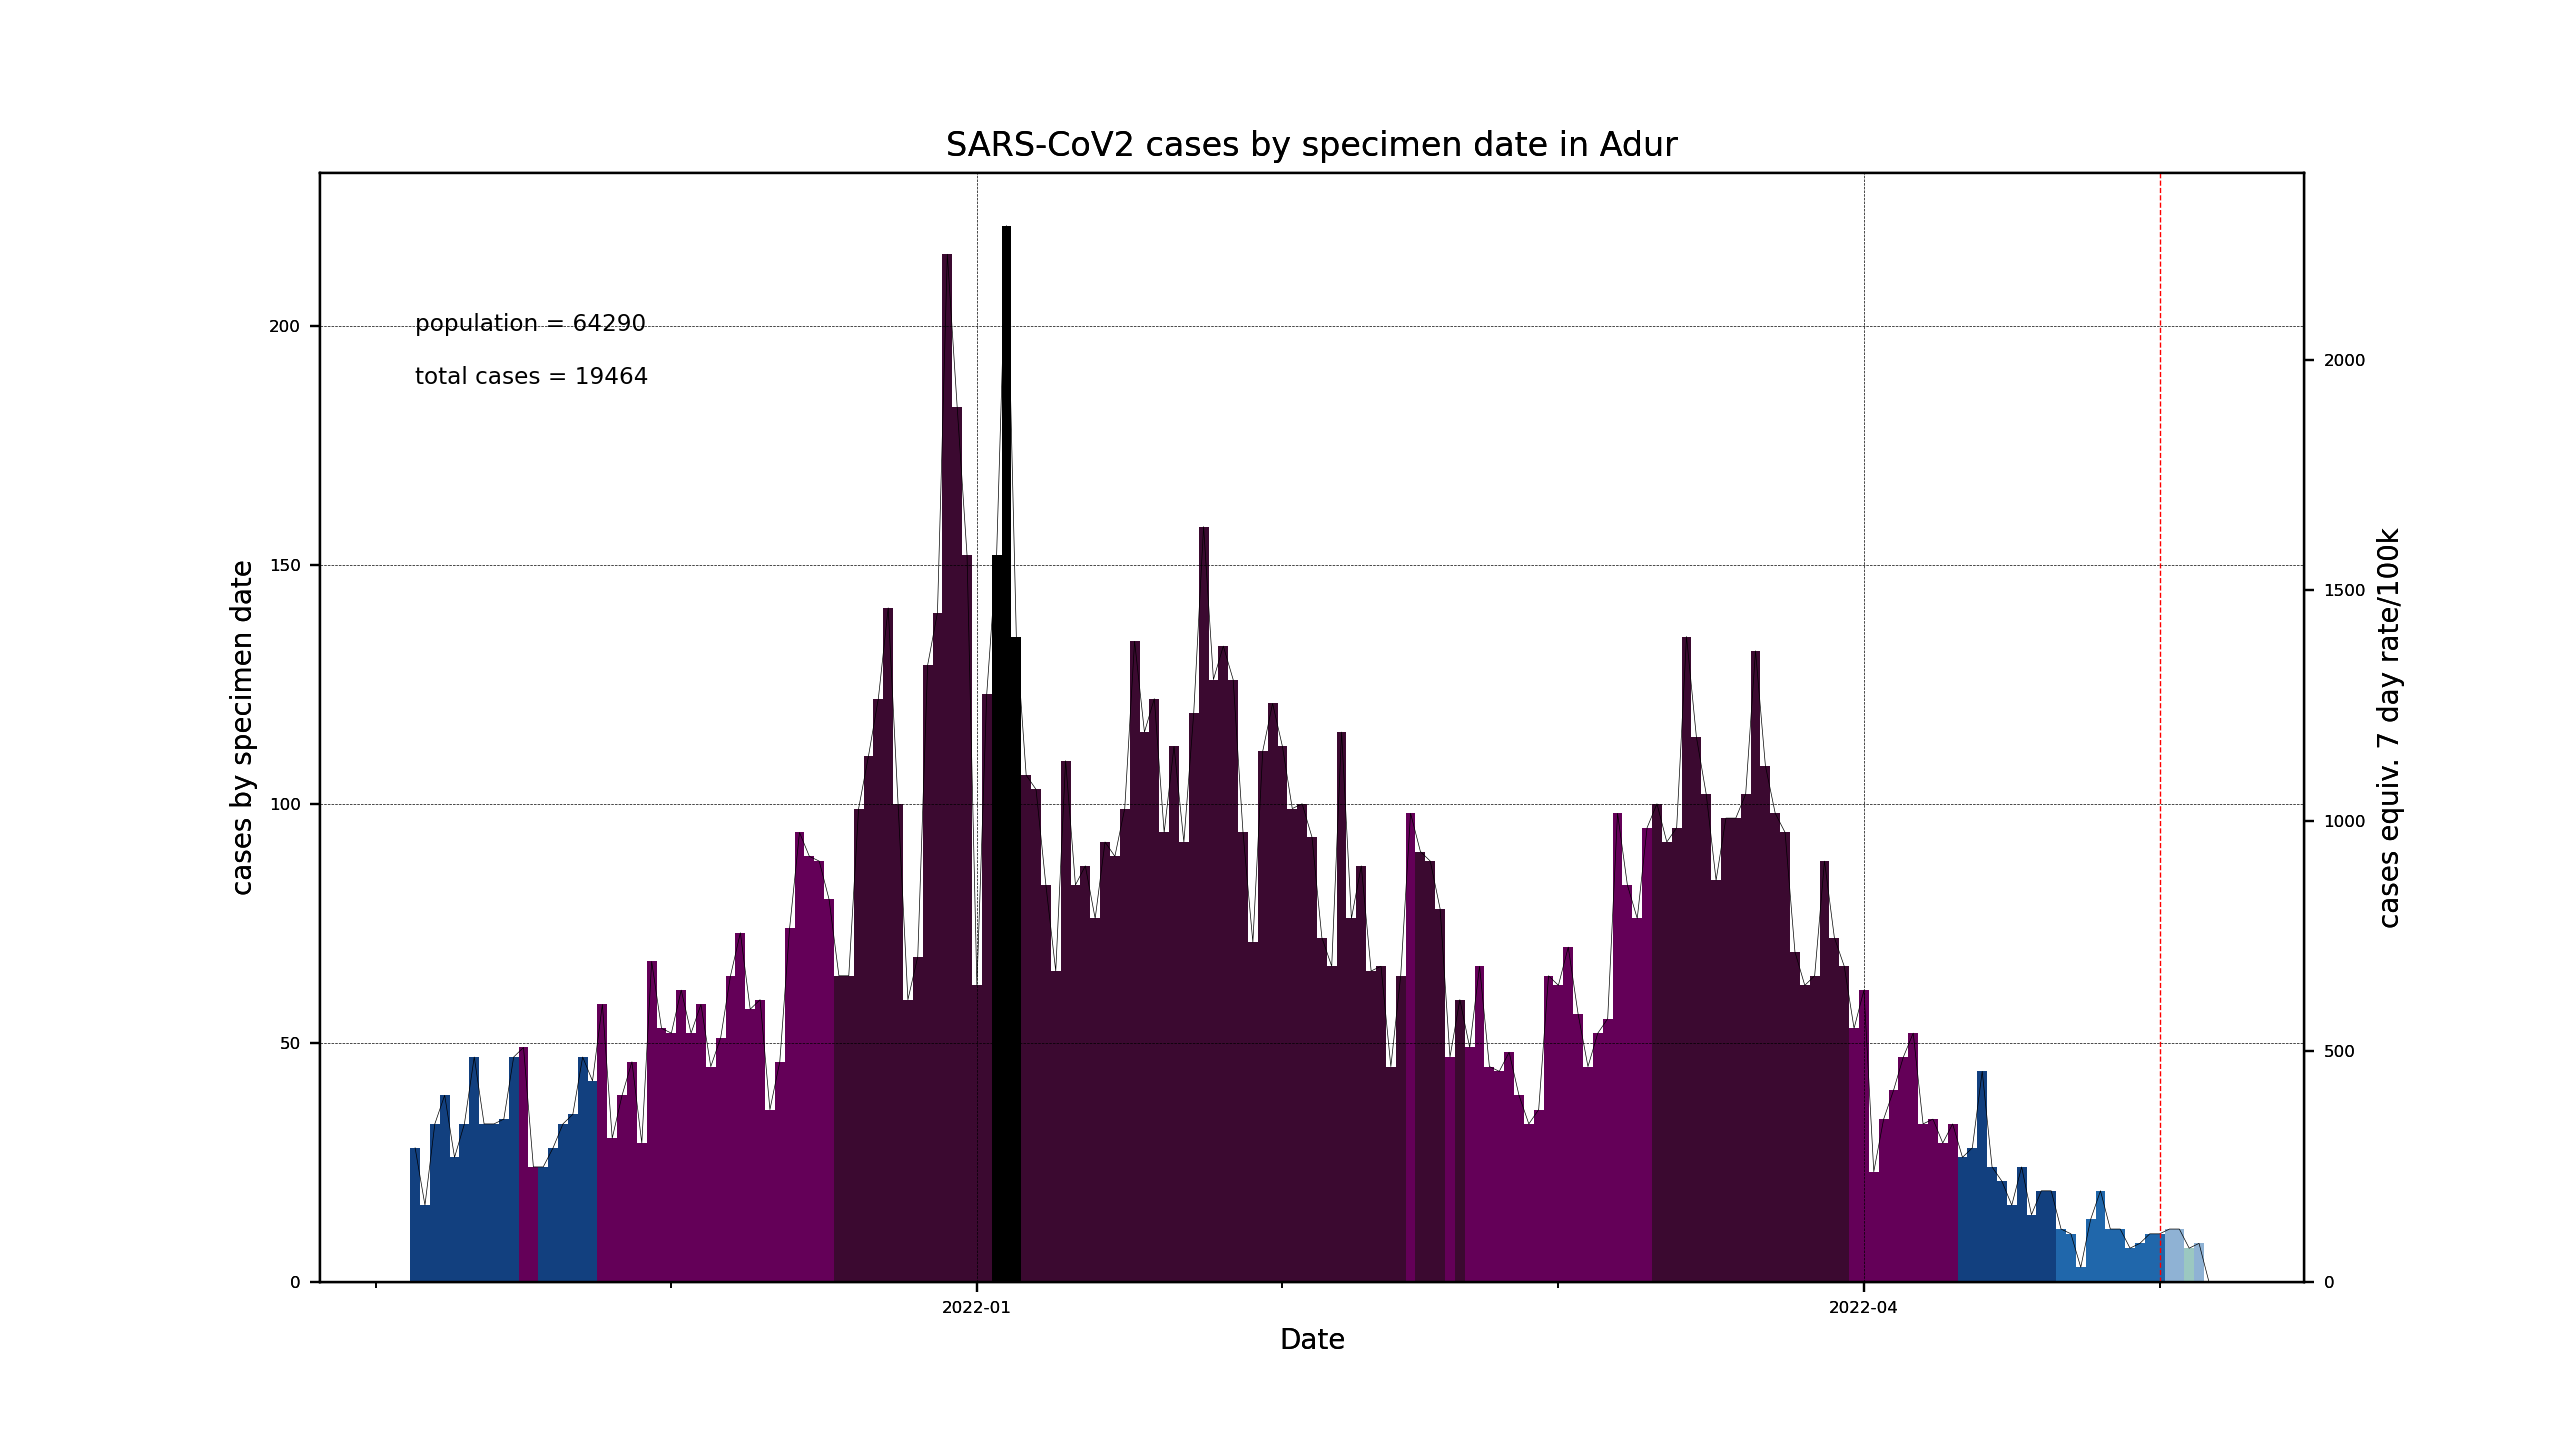 SARS-CoV2 cases by specimen date in Adur
population = 64290
total cases = 19464
cases by specimen date
200
150
100
50
0
2000
1500
1000
500
0
cases equiv. 7 day rate/100k
2022-01
2022-04
Date